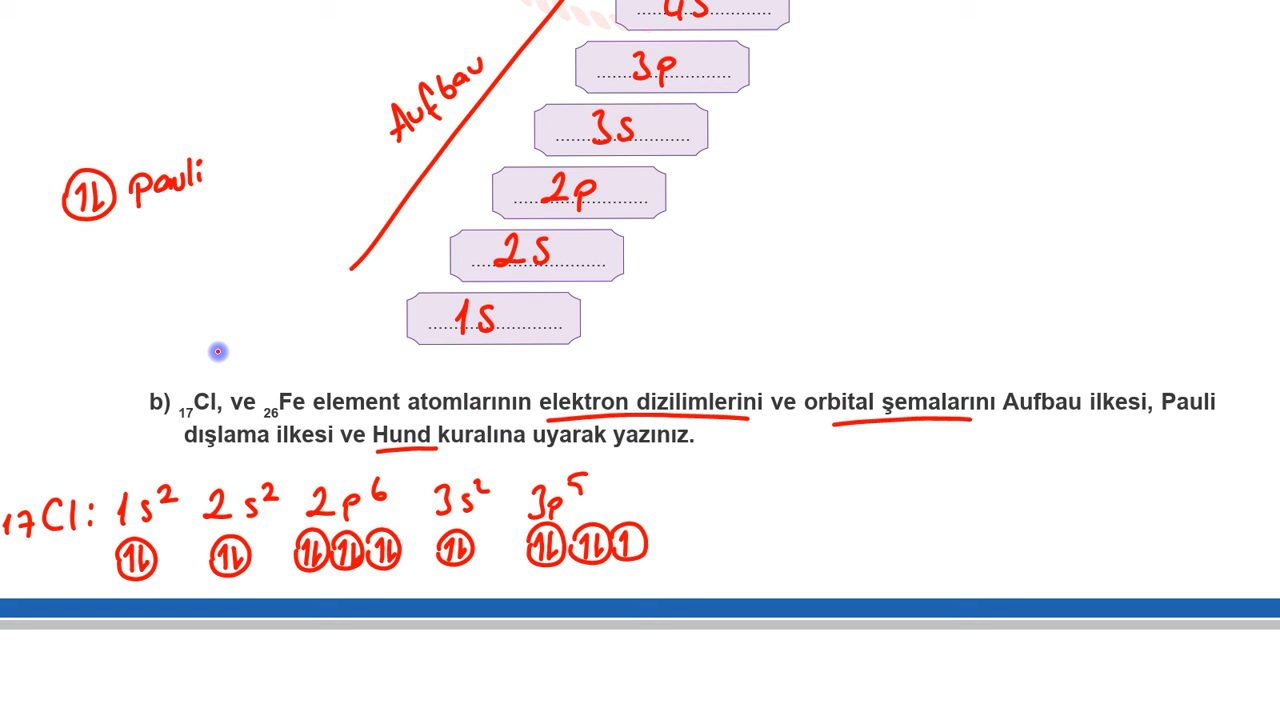 4s
3p
Aufbau
3s
Pauli
2p
2s
1s
b) 17Cl, ve 26Fe element atomlarının elektron dizilimlerini ve orbital şemalarını Aufbau ilkesi, Pauli
dışlama ilkesi ve Hund kuralına uyarak yazınız.
17Cl: 1s² 2s² 2p⁶ 3s² 3p⁵